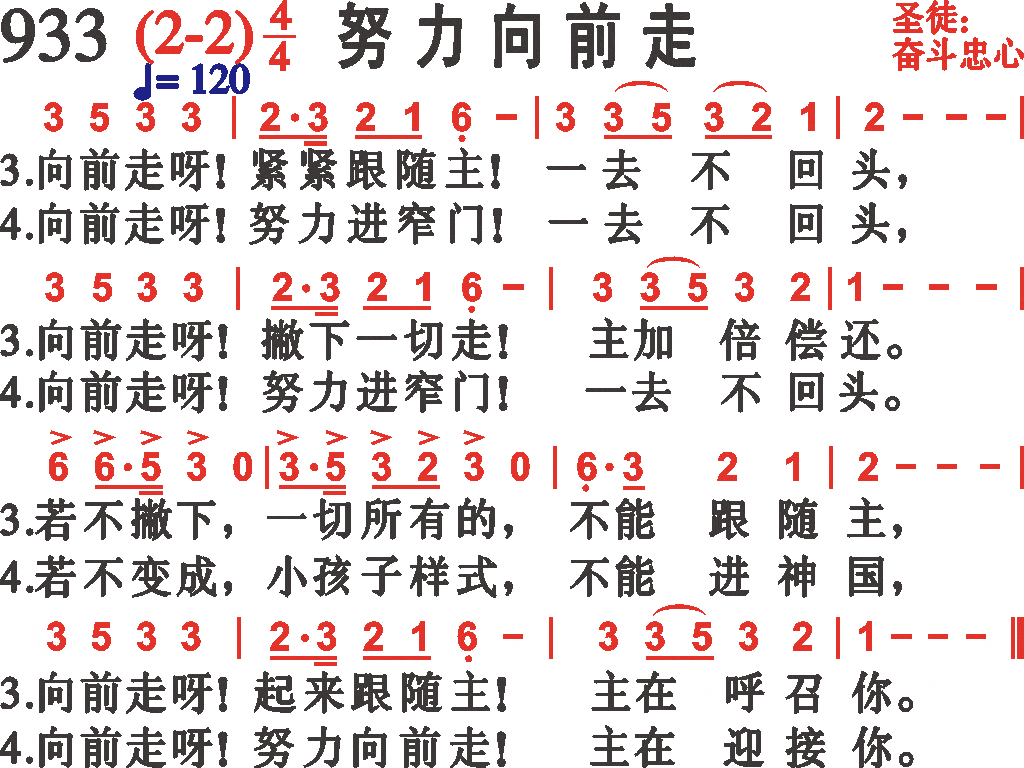 933 (2-2) 4/4 努力向前走 圣徒:
♩= 120 奋斗忠心
3 5 3 3 | 2·3 2 1 6 - | 3 3 5 3 2 1 | 2 - - - |
3.向前走呀! 紧紧跟随主! 一去 不 回 头,
4.向前走呀! 努力进窄门! 一去 不 回 头,
3 5 3 3 | 2·3 2 1 6 - | 3 3 5 3 2 | 1 - - - |
3.向前走呀! 撇下一切走! 主加 倍 偿还。
4.向前走呀! 努力进窄门! 一去 不 回头。
> > > > > > > > >
6 6·5 3 0 | 3·5 3 2 3 0 | 6·3 2 1 | 2 - - - |
3.若不撇下, 一切所有的, 不能 跟 随 主,
4.若不变成, 小孩子样式, 不能 进 神 国,
3 5 3 3 | 2·3 2 1 6 - | 3 3 5 3 2 | 1 - - - ‖
3.向前走呀! 起来跟随主! 主在 呼 召 你。
4.向前走呀! 努力向前走! 主在 迎 接 你。